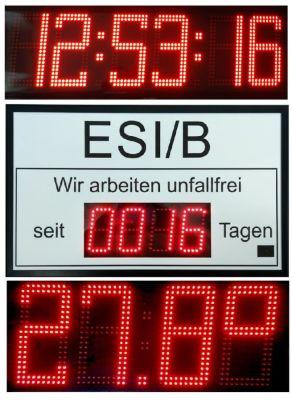 12:53:16
ESI/B
Wir arbeiten unfallfrei
seit 0016 Tagen
27.8°